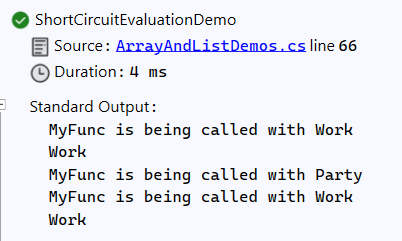 ShortCircuitEvaluationDemo
Source: ArrayAndListDemos.cs line 66
Duration: 4 ms
Standard Output:
MyFunc is being called with Work
Work
MyFunc is being called with Party
MyFunc is being called with Work
Work